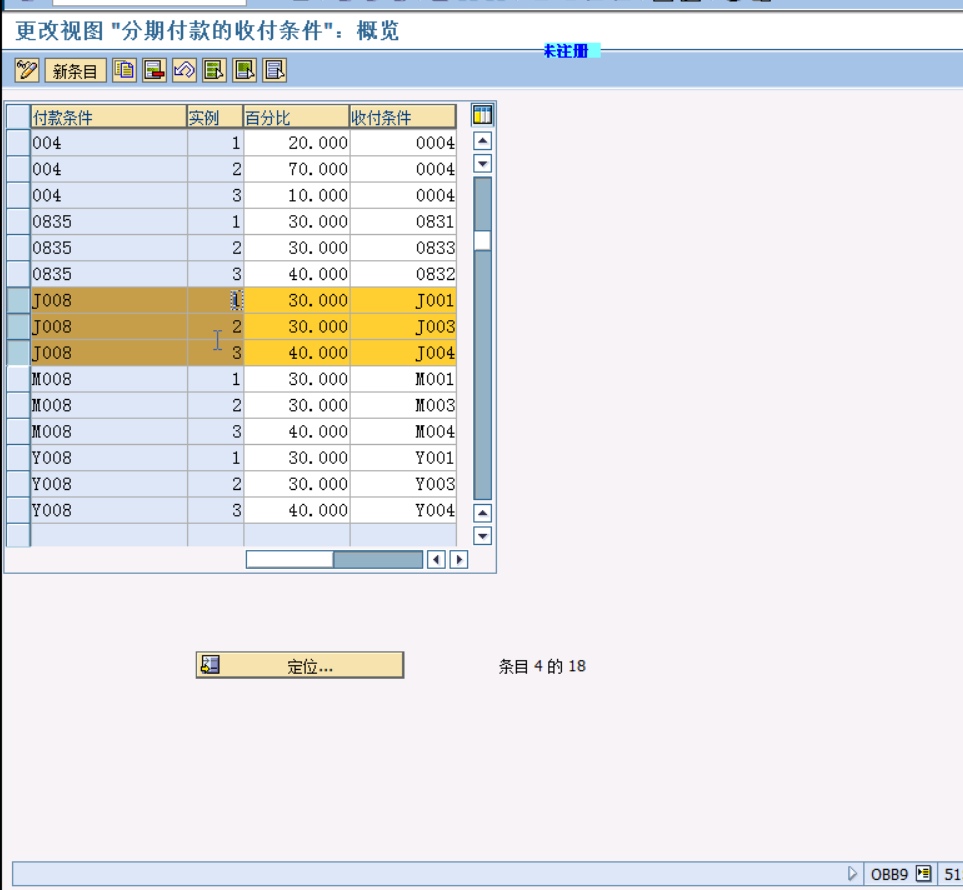 更改视图 "分期付款的收付条件": 概览
未注册
新条目
付款条件 实例 百分比 收付条件
004 1 20.000 0004
004 2 70.000 0004
004 3 10.000 0004
0835 1 30.000 0831
0835 2 30.000 0833
0835 3 40.000 0832
J008 1 30.000 J001
J008 2 30.000 J003
J008 3 40.000 J004
M008 1 30.000 M001
M008 2 30.000 M003
M008 3 40.000 M004
Y008 1 30.000 Y001
Y008 2 30.000 Y003
Y008 3 40.000 Y004
定位... 条目 4 的 18
OBB9 51